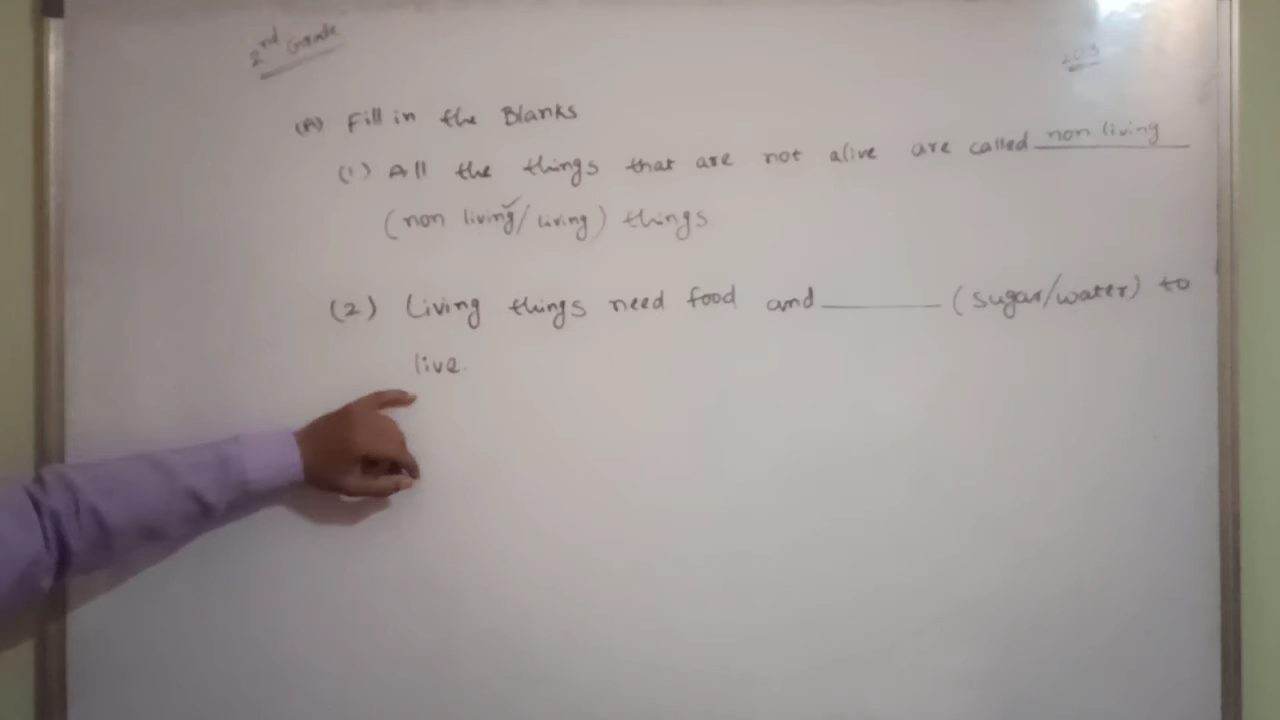 2nd Grade
203
(A) Fill in the Blanks
(1) All the things that are not alive are called non living
(non living/living) things
(2) Living things need food and ______ (sugar/water) to
live.